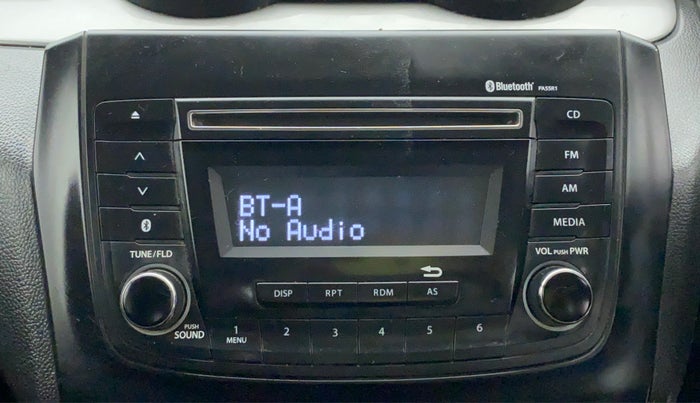 Bluetooth® PA5SR1
CD
FM
AM
MEDIA
BT-A
No Audio
TUNE/FLD
VOL PUSH PWR
DISP RPT RDM AS
PUSH
SOUND
1 2 3 4 5 6
MENU